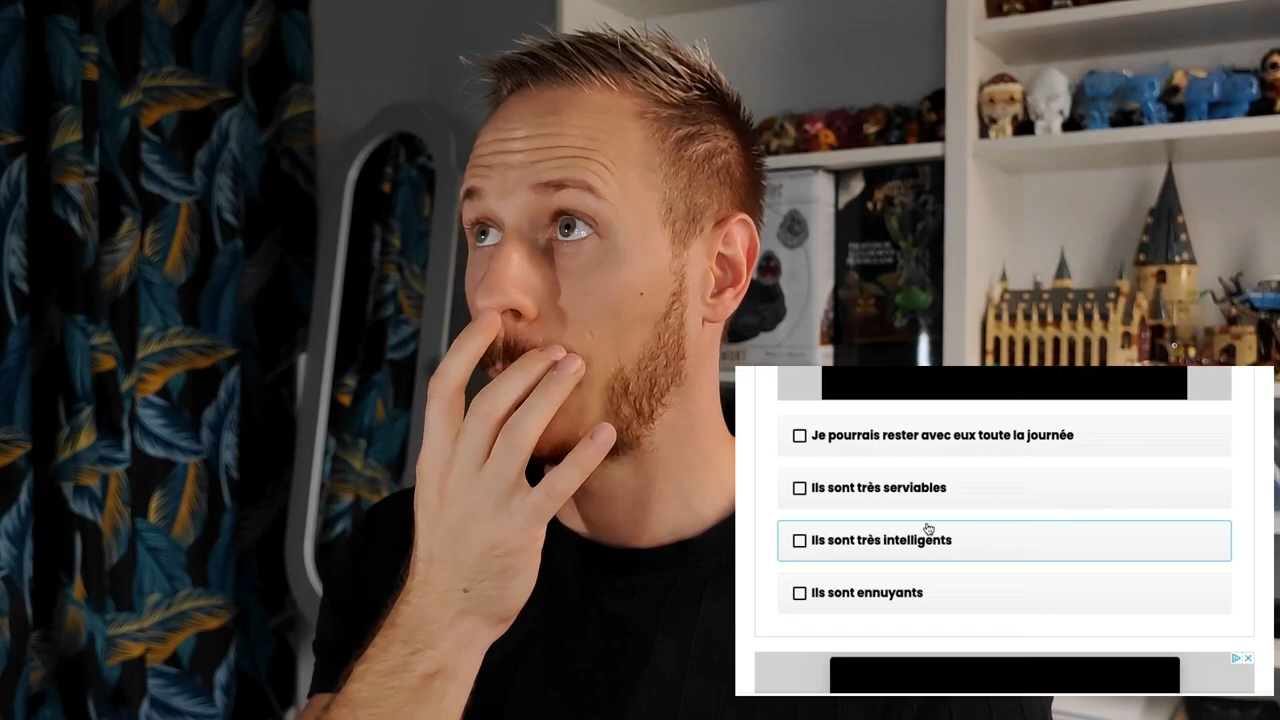 Je pourrais rester avec eux toute la journée
Ils sont très serviables
Ils sont très intelligents
Ils sont ennuyants